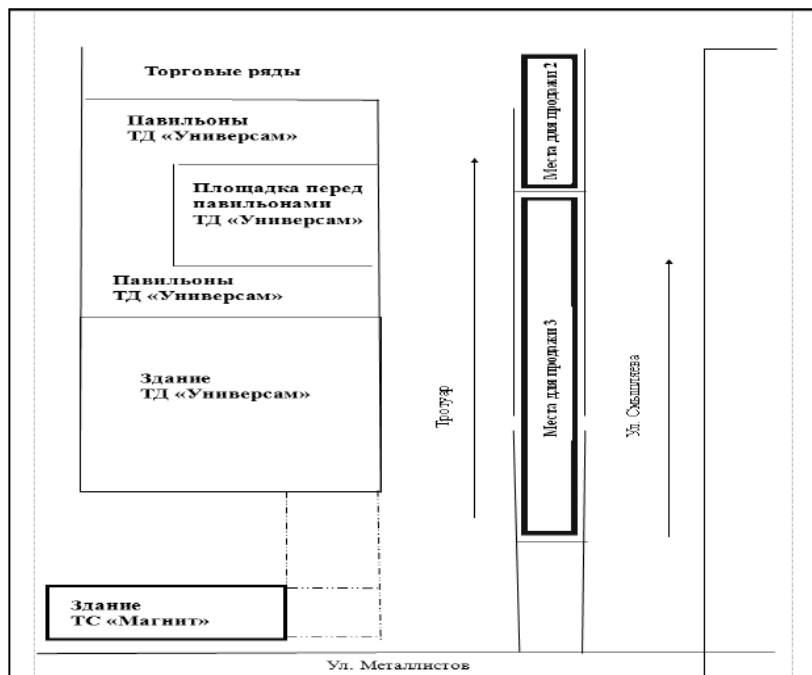 Торговые ряды
Павильоны
ТД «Универсам»
Площадка перед
павильонами
ТД «Универсам»
Павильоны
ТД «Универсам»
Здание
ТД «Универсам»
Здание
ТС «Магнит»
Тротуар
Места для продажи 2
Места для продажи 3
Ул. Смышляева
Ул. Металлистов